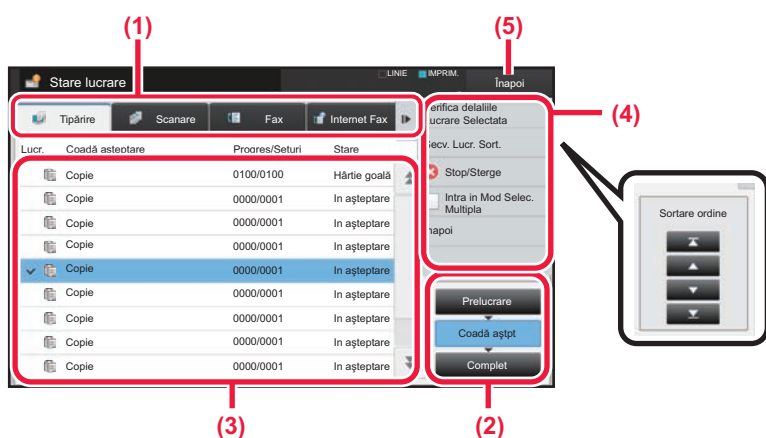 (1)
(5)
Stare lucrare
LINIE
IMPRIM.
Înapoi
Tipărire
Scanare
Fax
Internet Fax
Lucr.
Coadă asteptare
Progres/Seturi
Stare
Copie 0100/0100 Hârtie goală
Copie 0000/0001 In aşteptare
Copie 0000/0001 In aşteptare
Copie 0000/0001 In aşteptare
Copie 0000/0001 In aşteptare
Copie 0000/0001 In aşteptare
Copie 0000/0001 In aşteptare
Copie 0000/0001 In aşteptare
Copie 0000/0001 In aşteptare
erifica delaliile
ucrare Selectata
Secv. Lucr. Sort.
Stop/Sterge
Intra in Mod Selec.
Multipla
napoi
(4)
Sortare ordine
Prelucrare
Coadă aştpt
Complet
(3)
(2)